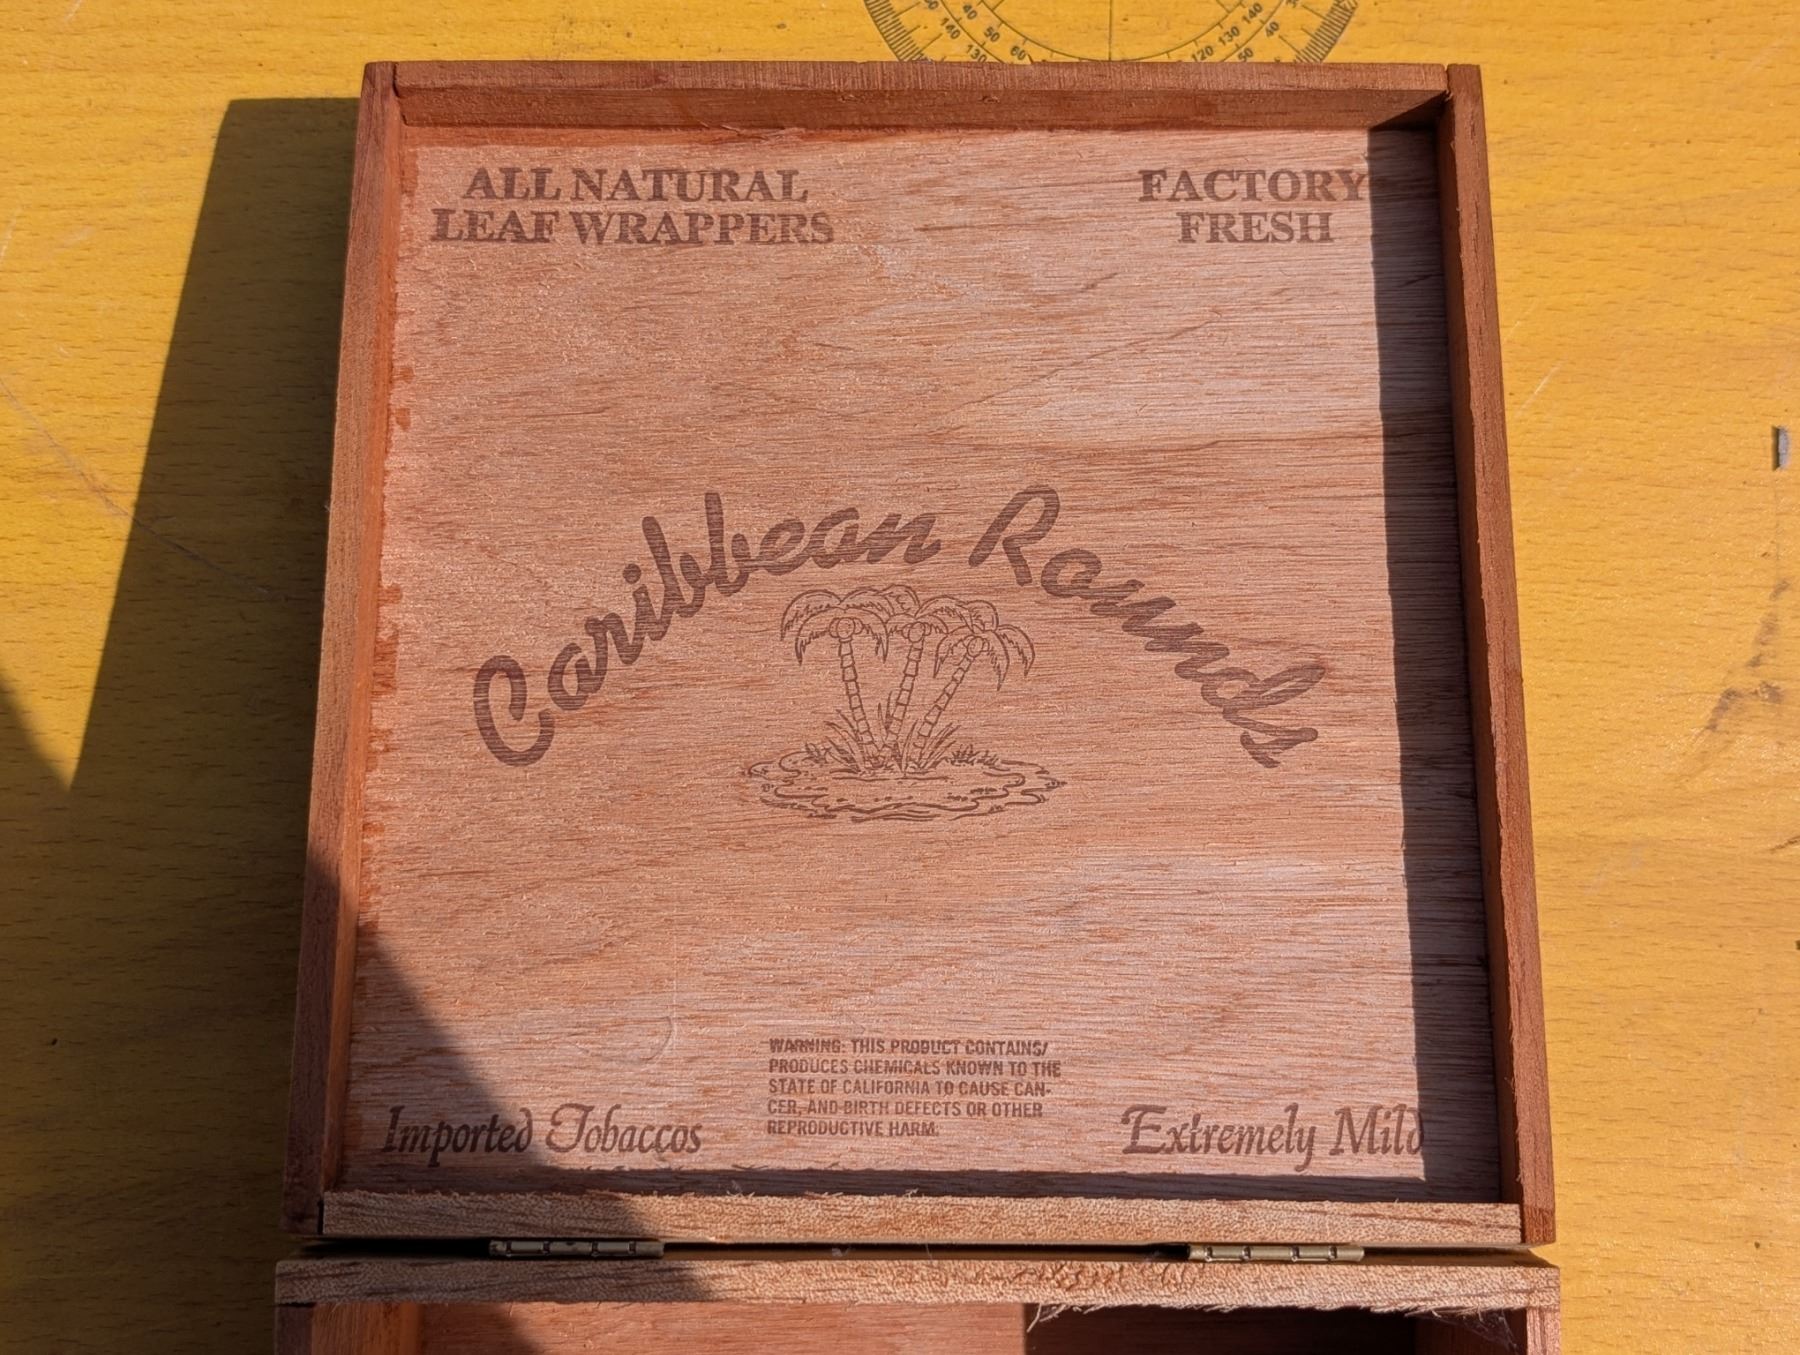 ALL NATURAL
LEAF WRAPPERS
FACTORY
FRESH
Caribbean Rounds
WARNING: THIS PRODUCT CONTAINS/
PRODUCES CHEMICALS KNOWN TO THE
STATE OF CALIFORNIA TO CAUSE CAN-
CER, AND BIRTH DEFECTS OR OTHER
REPRODUCTIVE HARM.
Imported Tobaccos
Extremely Mild